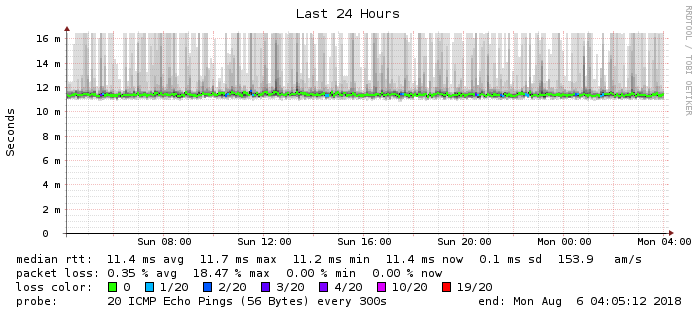 Last 24 Hours
RRDTOOL / TOBI OETIKER
Seconds
16 m
14 m
12 m
10 m
8 m
6 m
4 m
2 m
0
Sun 08:00 Sun 12:00 Sun 16:00 Sun 20:00 Mon 00:00 Mon 04:00
median rtt: 11.4 ms avg 11.7 ms max 11.2 ms min 11.4 ms now 0.1 ms sd 153.9 am/s
packet loss: 0.35 % avg 18.47 % max 0.00 % min 0.00 % now
loss color: 0 1/20 2/20 3/20 4/20 10/20 19/20
probe: 20 ICMP Echo Pings (56 Bytes) every 300s end: Mon Aug 6 04:05:12 2018